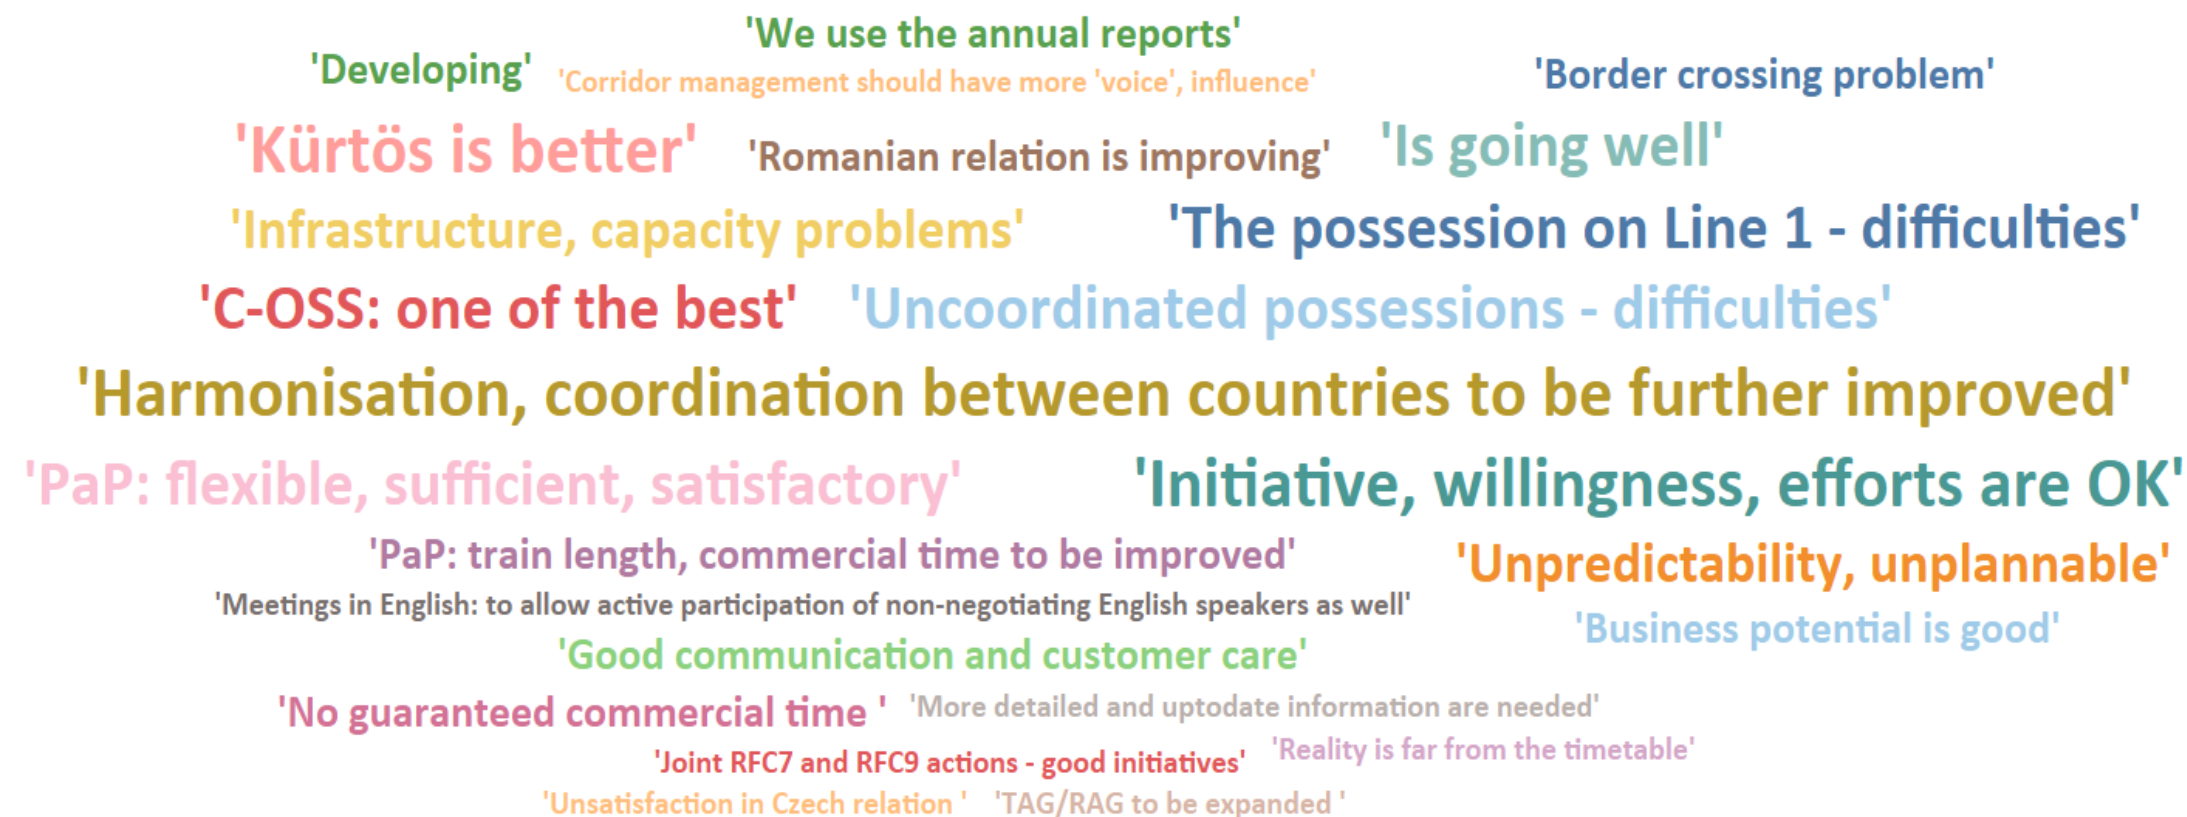 'We use the annual reports'
'Developing' 'Corridor management should have more 'voice', influence' 'Border crossing problem'
'Kürtös is better' 'Romanian relation is improving' 'Is going well'
'Infrastructure, capacity problems' 'The possession on Line 1 - difficulties'
'C-OSS: one of the best' 'Uncoordinated possessions - difficulties'
'Harmonisation, coordination between countries to be further improved'
'PaP: flexible, sufficient, satisfactory' 'Initiative, willingness, efforts are OK'
'PaP: train length, commercial time to be improved' 'Unpredictability, unplannable'
'Meetings in English: to allow active participation of non-negotiating English speakers as well'
'Business potential is good'
'Good communication and customer care'
'No guaranteed commercial time ' 'More detailed and uptodate information are needed'
'Joint RFC7 and RFC9 actions - good initiatives' 'Reality is far from the timetable'
'Unsatisfaction in Czech relation ' 'TAG/RAG to be expanded '